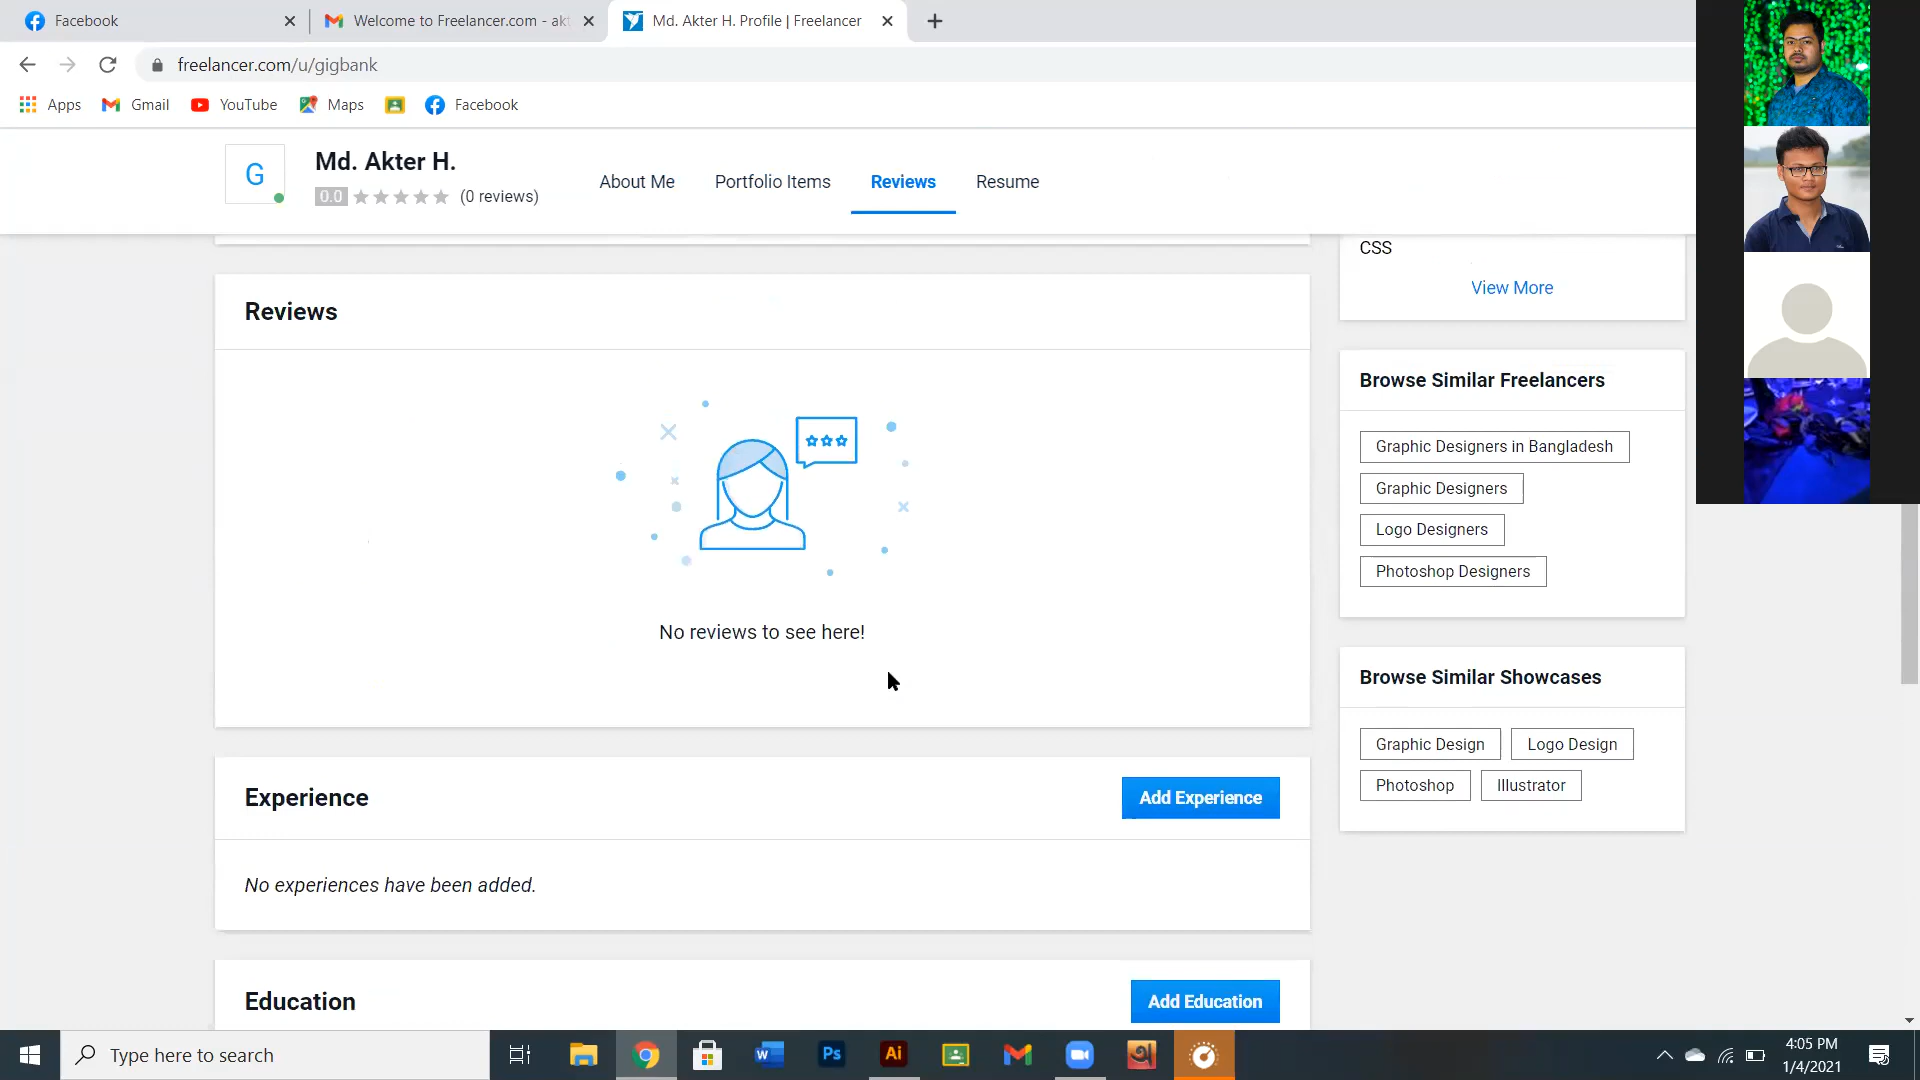 Facebook
Welcome to Freelancer.com - akt
Md. Akter H. Profile | Freelancer
freelancer.com/u/gigbank
Apps
Gmail
YouTube
Maps
Facebook
G
Md. Akter H.
0.0
(0 reviews)
About Me
Portfolio Items
Reviews
Resume
CSS
View More
Reviews
No reviews to see here!
Browse Similar Freelancers
Graphic Designers in Bangladesh
Graphic Designers
Logo Designers
Photoshop Designers
Browse Similar Showcases
Graphic Design
Logo Design
Photoshop
Illustrator
Experience
Add Experience
No experiences have been added.
Education
Add Education
Type here to search
W
Ps
Ai
অ
4:05 PM
1/4/2021